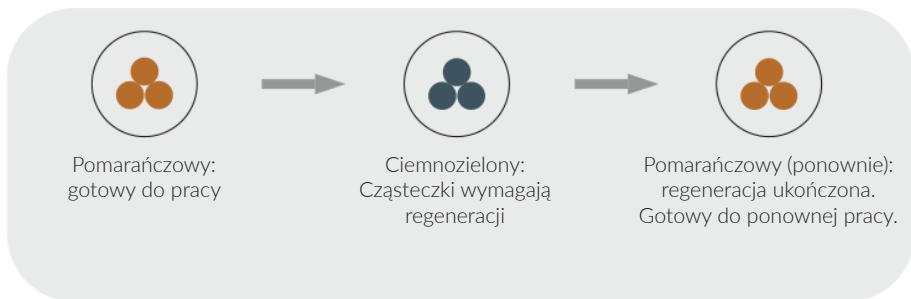 Pomarańczowy:
gotowy do pracy
Ciemnozielony:
Cząsteczki wymagają
regeneracji
Pomarańczowy (ponownie):
regeneracja ukończona.
Gotowy do ponownej pracy.